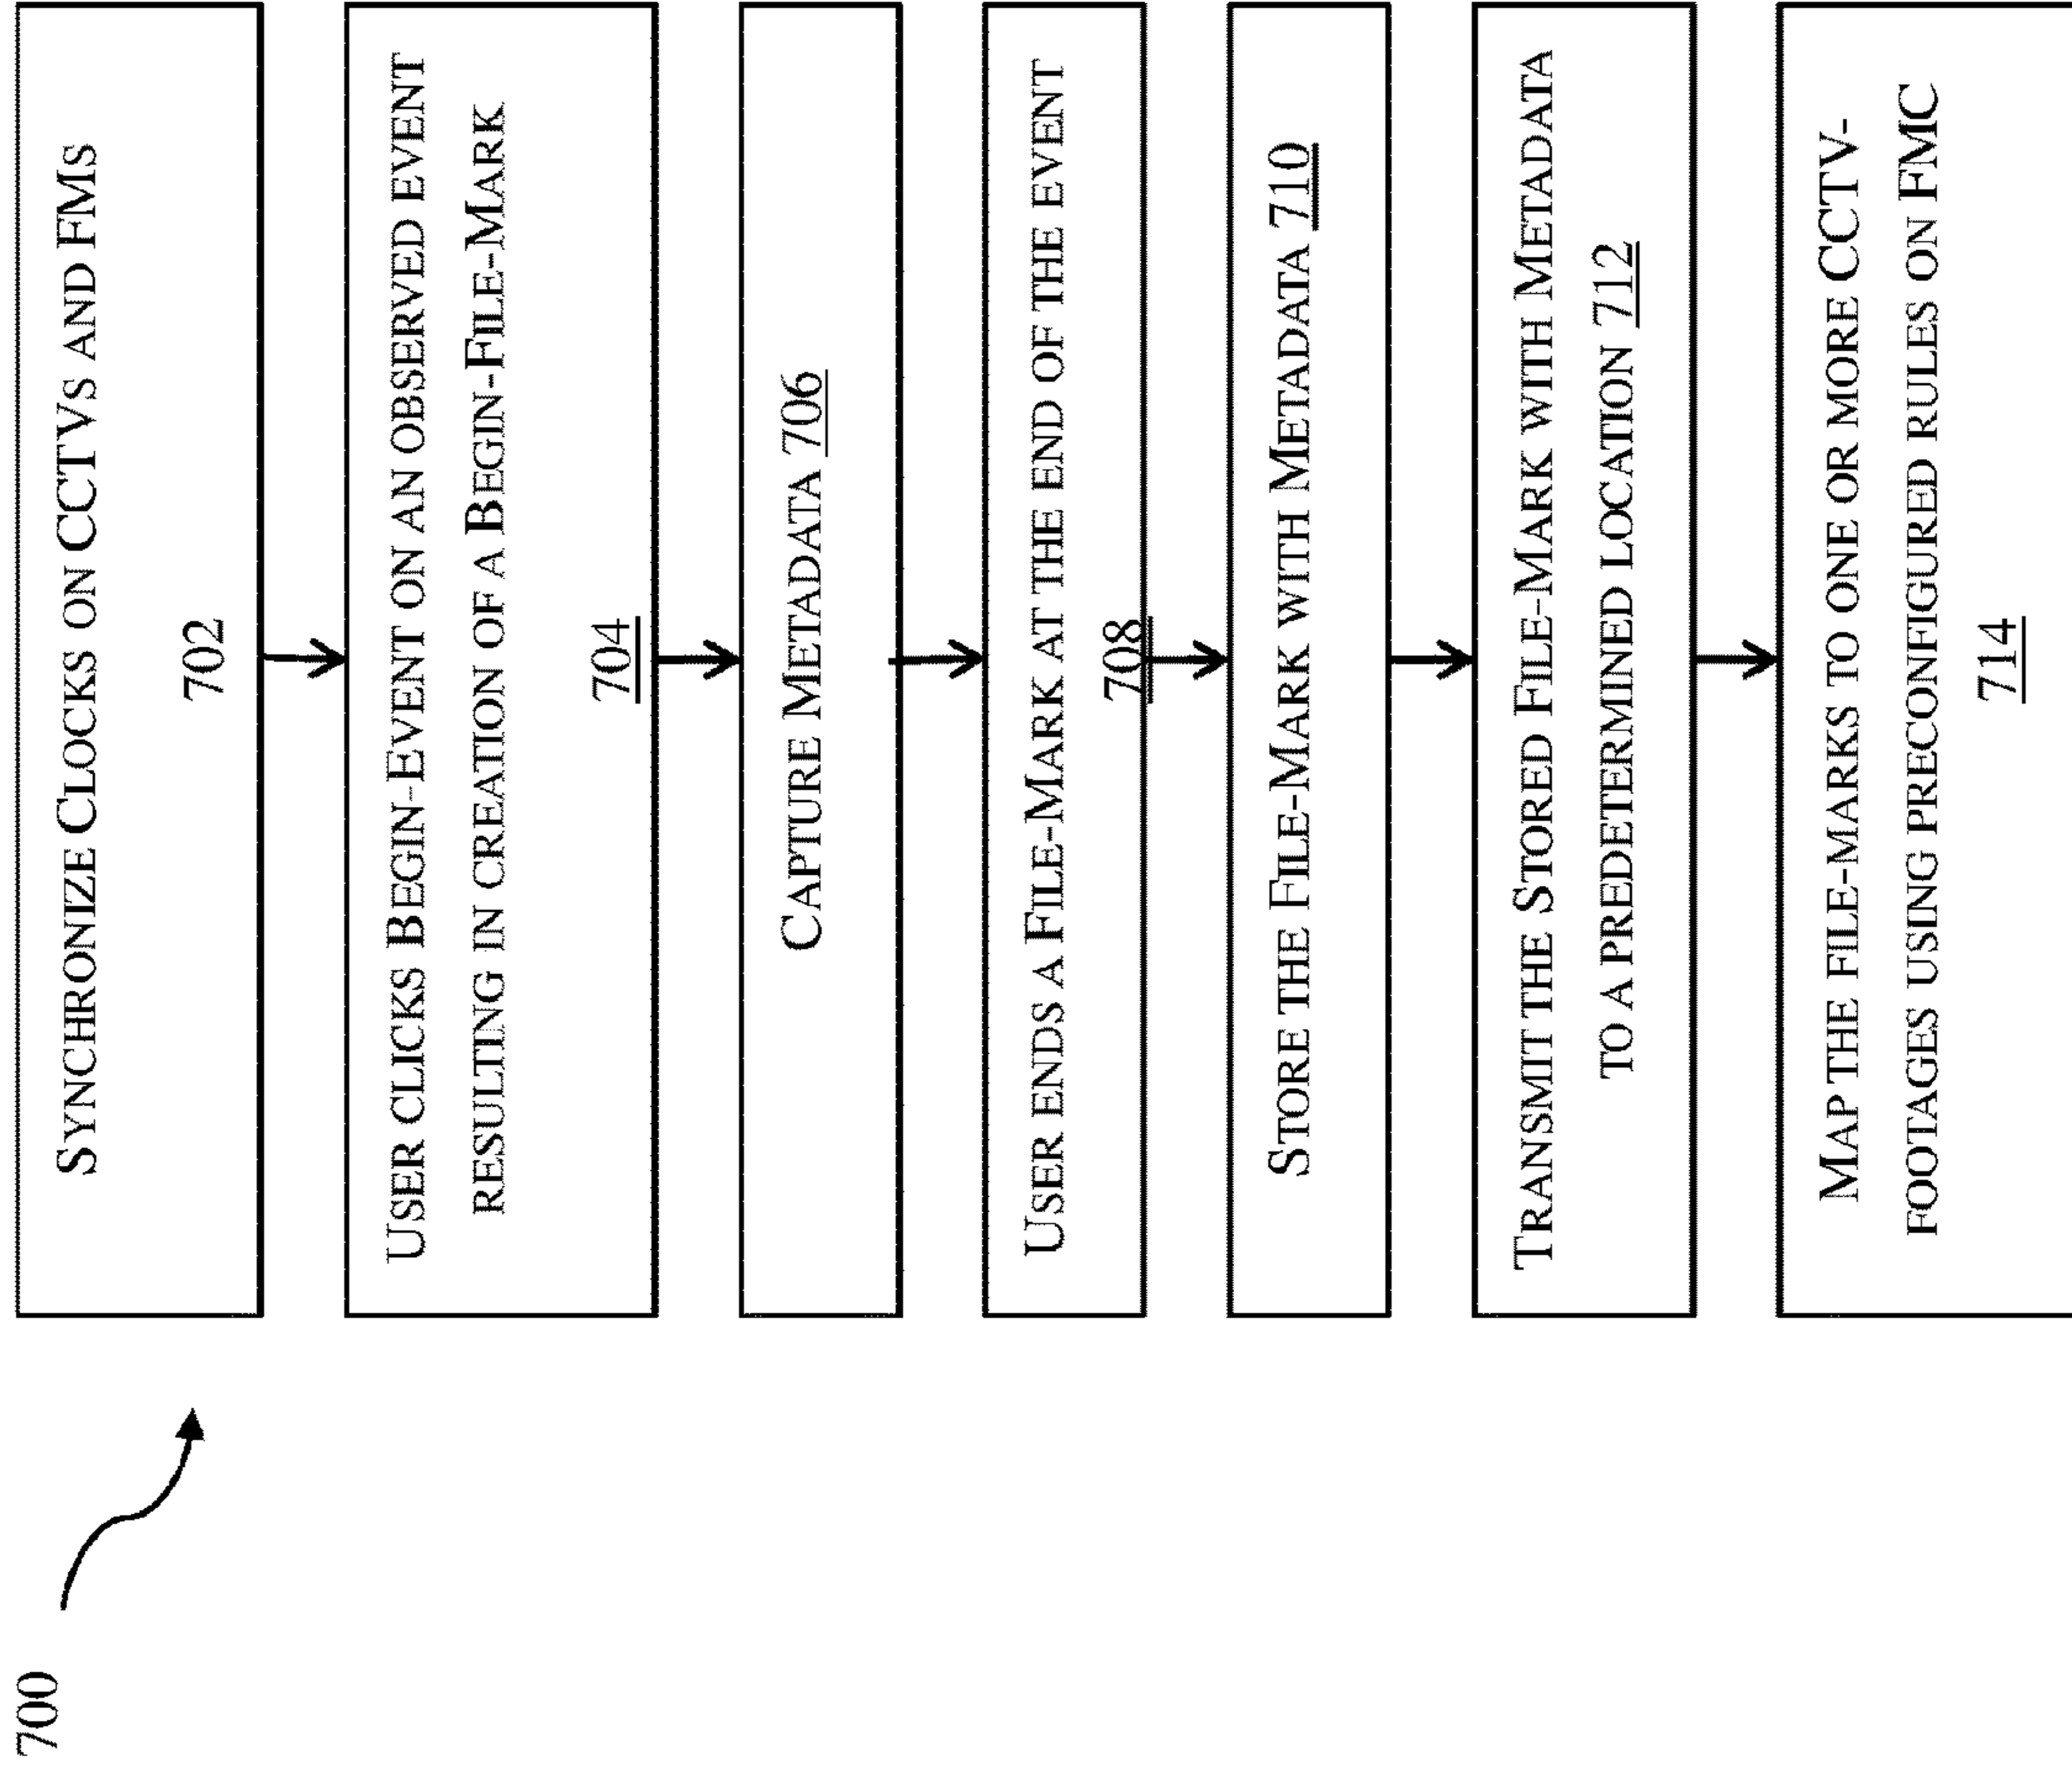 700
Synchronize Clocks on CCTVs and FMs
702
User clicks Begin-Event on an observed event
resulting in creation of a Begin-File-Mark
704
Capture Metadata 706
User ends a File-Mark at the end of the event
708
Store the File-Mark with Metadata 710
Transmit the Stored File-Mark with Metadata
to a predetermined location 712
Map the file-marks to one or more CCTV-
footages using preconfigured rules on FMC
714